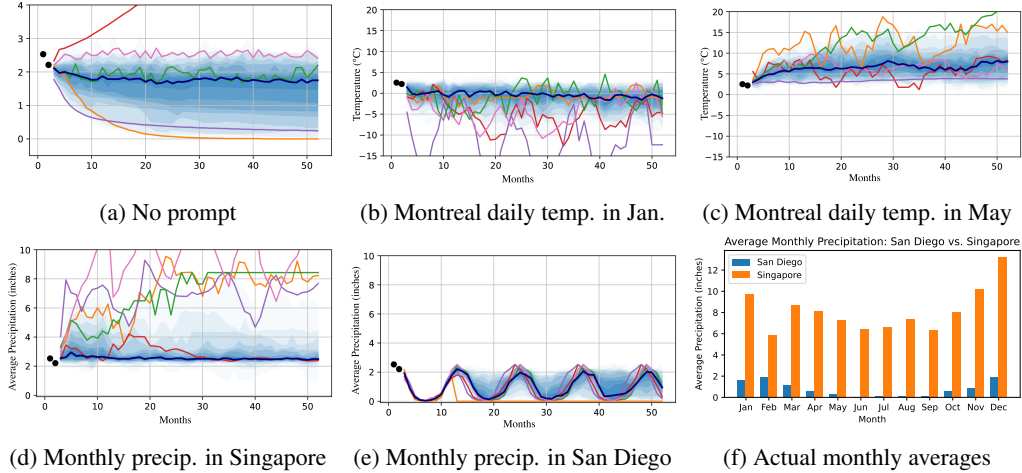 4
3
2
1
0
0 10 20 30 40 50
Months
(a) No prompt
20
15
10
5
0
−5
−10
−15
Temperature (°C)
0 10 20 30 40 50
Months
(b) Montreal daily temp. in Jan.
20
15
10
5
0
−5
−10
−15
Temperature (°C)
0 10 20 30 40 50
Months
(c) Montreal daily temp. in May
10
8
6
4
2
0
Average Precipitation (inches)
0 10 20 30 40 50
Months
(d) Monthly precip. in Singapore
10
8
6
4
2
0
Average Precipitation (inches)
0 10 20 30 40 50
Months
(e) Monthly precip. in San Diego
Average Monthly Precipitation: San Diego vs. Singapore
San Diego
Singapore
12
10
8
6
4
2
0
Average Precipitation (inches)
Jan Feb Mar Apr May Jun Jul Aug Sep Oct Nov Dec
Month
(f) Actual monthly averages